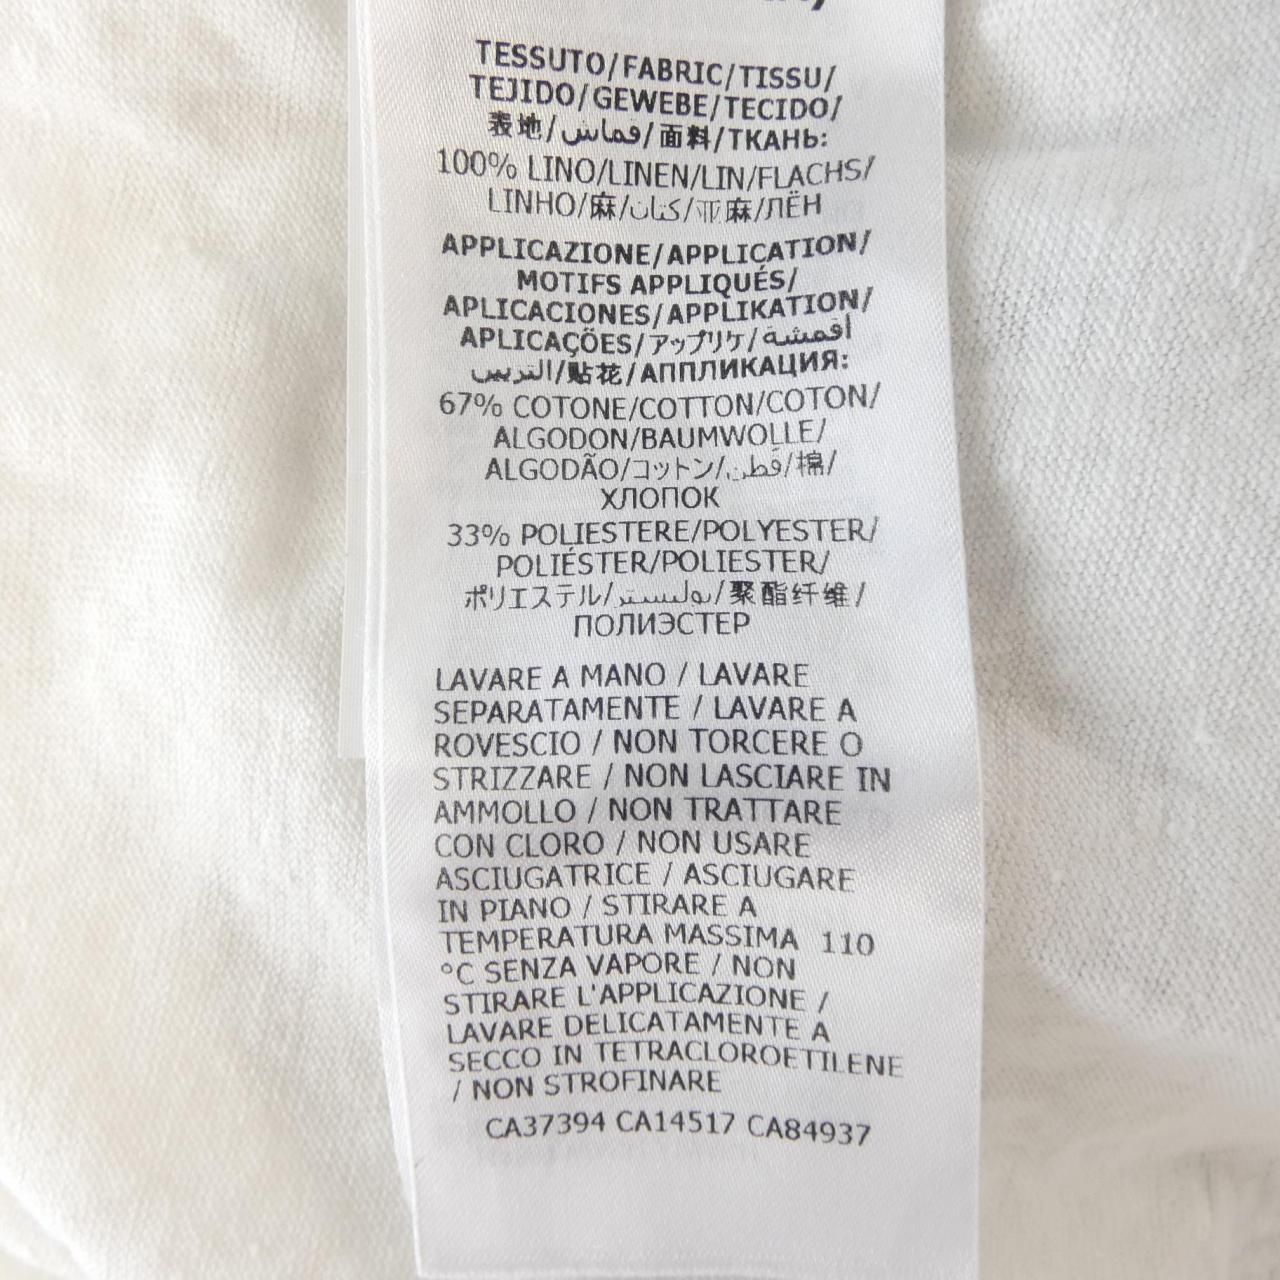 TESSUTO/FABRIC/TISSU/
TEJIDO/GEWEBE/TECIDO/
表地/قماش/面料/ТКАНЬ:
100% LINO/LINEN/LIN/FLACHS/
LINHO/麻/كتان/亚麻/ЛЁН
APPLICAZIONE/APPLICATION/
MOTIFS APPLIQUÉS/
APLICACIONES/APPLIKATION/
APLICAÇÕES/アップリケ/أقمشة
التزيين/贴花/АППЛИКАЦИЯ:
67% COTONE/COTTON/COTON/
ALGODON/BAUMWOLLE/
ALGODÃO/コットン/قطن/棉/
ХЛОПОК
33% POLIESTERE/POLYESTER/
POLIÉSTER/POLIESTER/
ポリエステル/بوليستر/聚酯纤维/
ПОЛИЭСТЕР
LAVARE A MANO / LAVARE
SEPARATAMENTE / LAVARE A
ROVESCIO / NON TORCERE O
STRIZZARE / NON LASCIARE IN
AMMOLLO / NON TRATTARE
CON CLORO / NON USARE
ASCIUGATRICE / ASCIUGARE
IN PIANO / STIRARE A
TEMPERATURA MASSIMA 110
°C SENZA VAPORE / NON
STIRARE L'APPLICAZIONE /
LAVARE DELICATAMENTE A
SECCO IN TETRACLOROETILENE
/ NON STROFINARE
CA37394 CA14517 CA84937